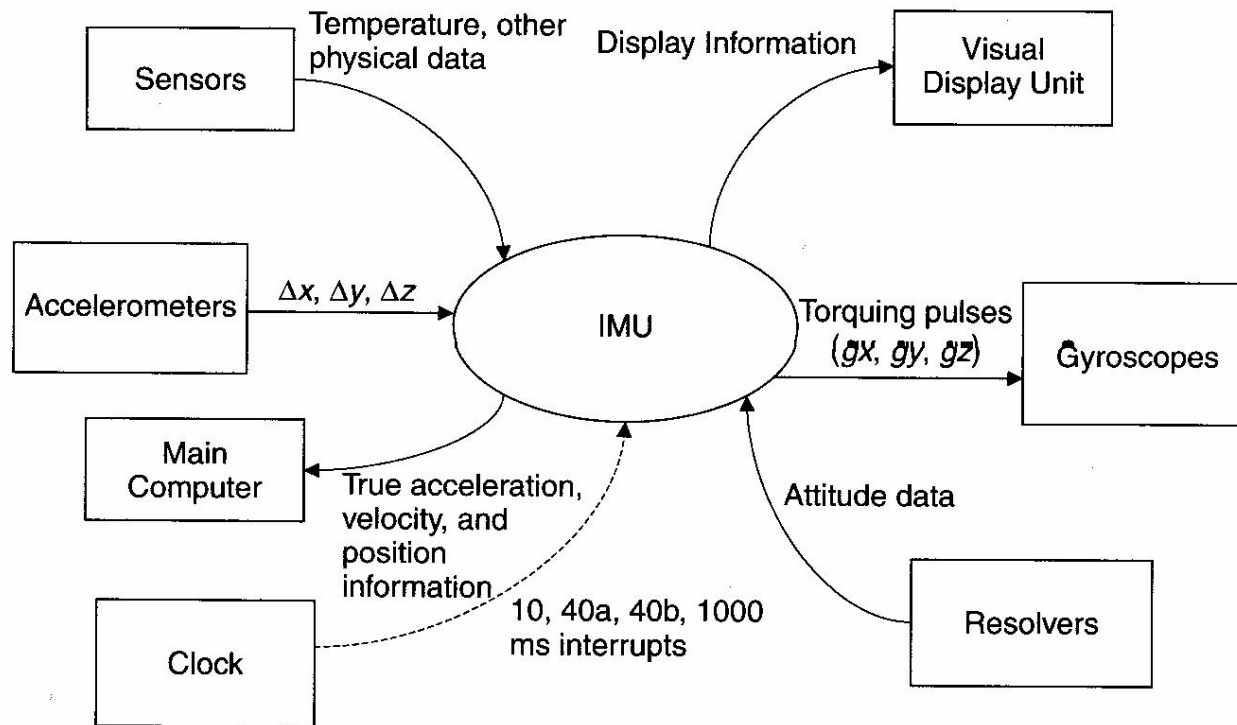 Temperature, other
physical data
Sensors
Display Information
Visual
Display Unit
Accelerometers
Δx, Δy, Δz
IMU
Torquing pulses
(gx, gy, gz)
Gyroscopes
Main
Computer
True acceleration,
velocity, and
position
information
Attitude data
10, 40a, 40b, 1000
ms interrupts
Clock
Resolvers